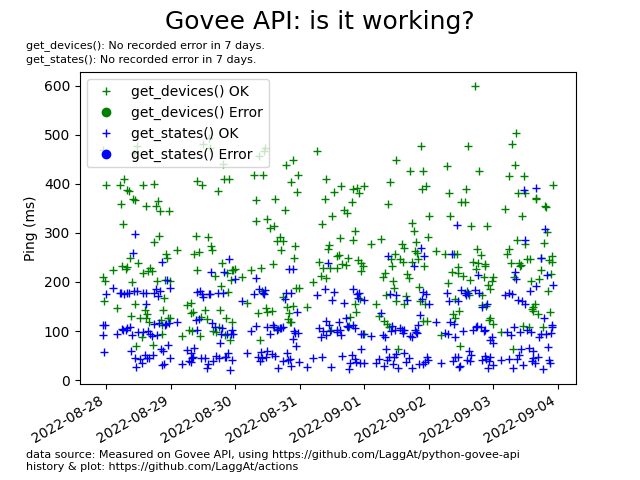 Govee API: is it working?
get_devices(): No recorded error in 7 days.
get_states(): No recorded error in 7 days.
get_devices() OK
get_devices() Error
get_states() OK
get_states() Error
Ping (ms)
600
500
400
300
200
100
0
2022-08-28
2022-08-29
2022-08-30
2022-08-31
2022-09-01
2022-09-02
2022-09-03
2022-09-04
data source: Measured on Govee API, using https://github.com/LaggAt/python-govee-api
history & plot: https://github.com/LaggAt/actions